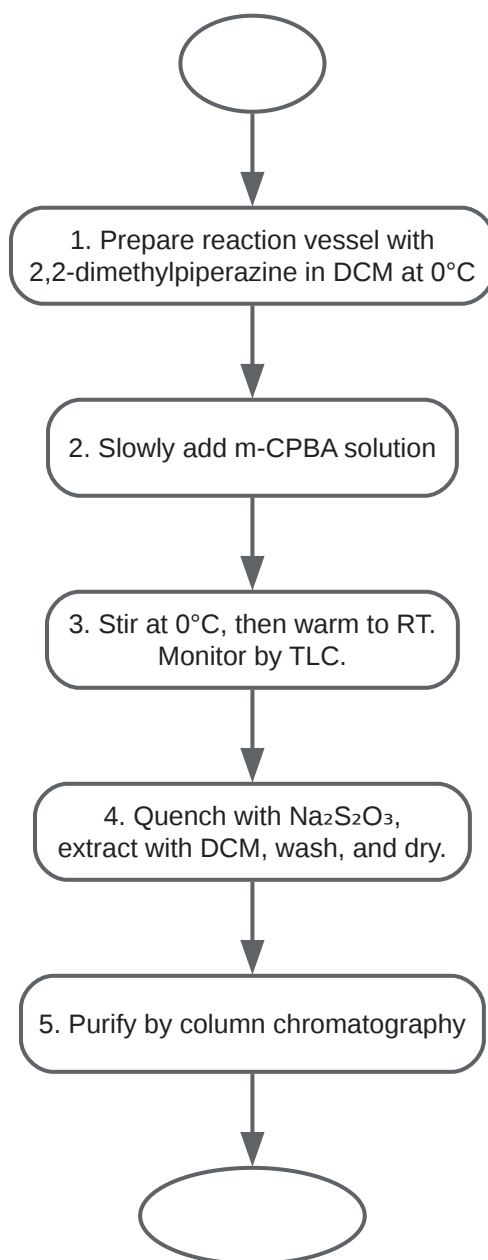 1. Prepare reaction vessel with
2,2-dimethylpiperazine in DCM at 0°C
2. Slowly add m-CPBA solution
3. Stir at 0°C, then warm to RT.
Monitor by TLC.
4. Quench with Na₂S₂O₃,
extract with DCM, wash, and dry.
5. Purify by column chromatography